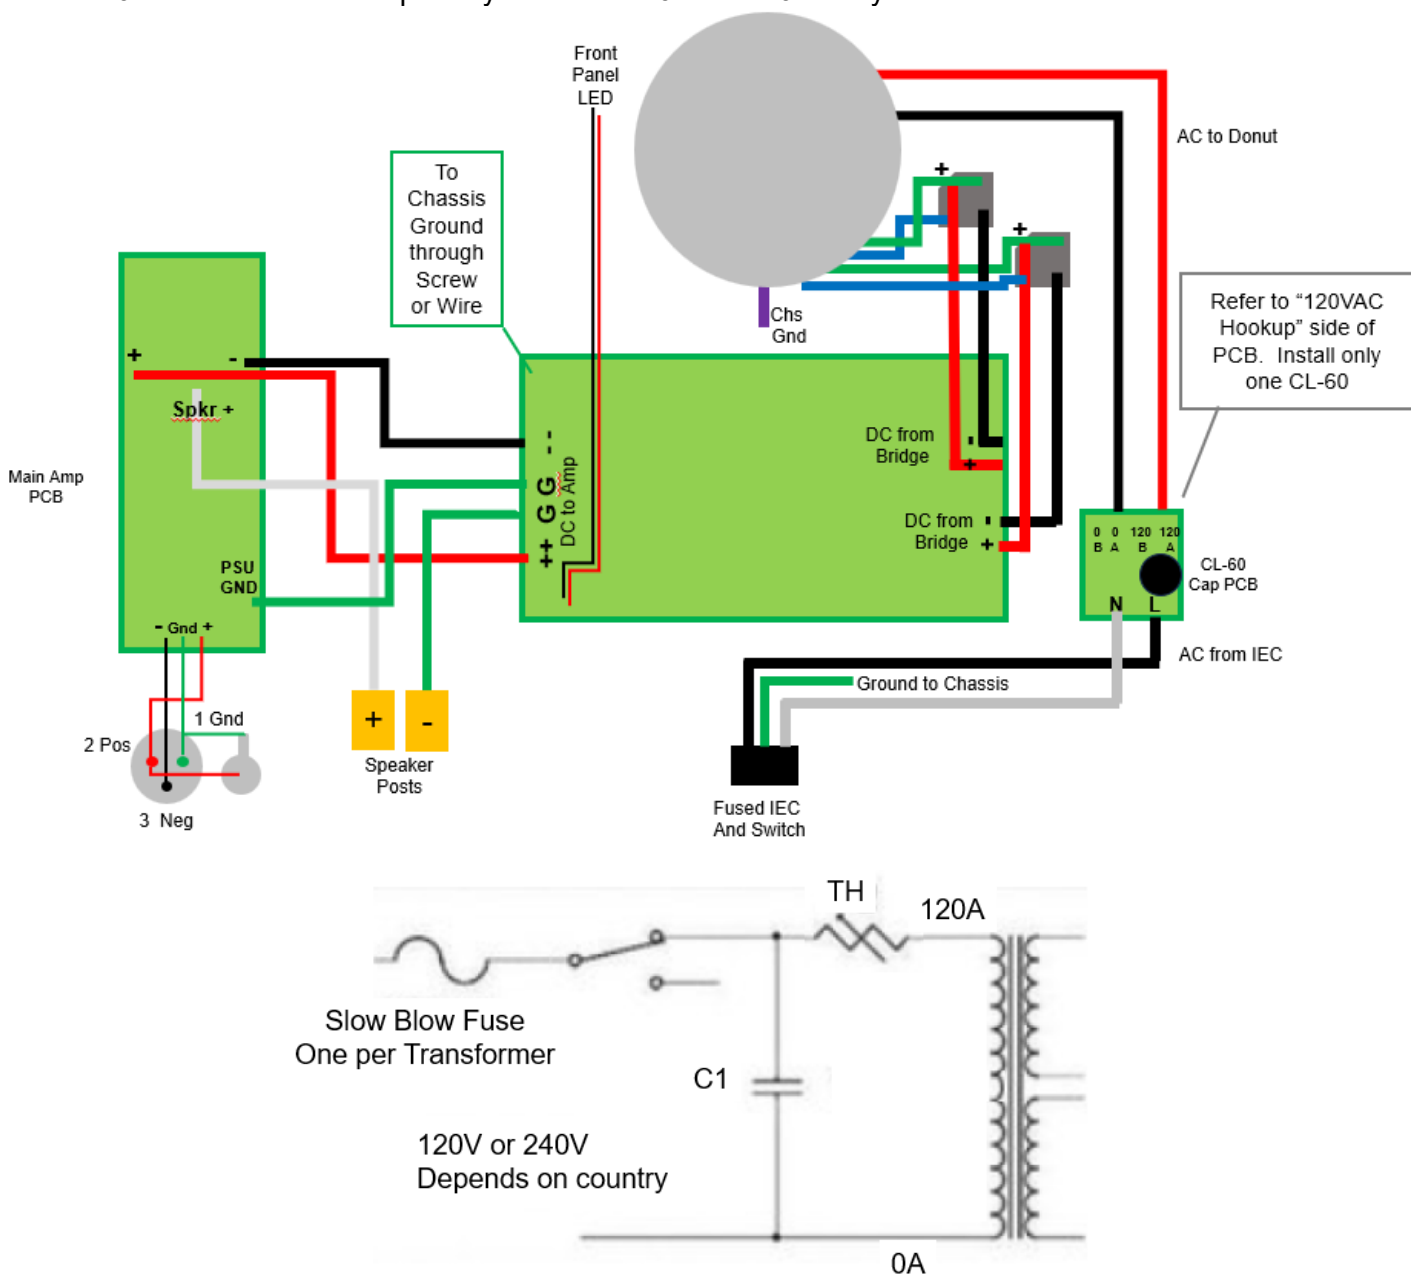 Front
Panel
LED
AC to Donut
To
Chassis
Ground
through
Screw
or Wire
+
+
Chs
Gnd
Refer to “120VAC
Hookup” side of
PCB. Install only
one CL-60
+ -
Spkr +
Main Amp
PCB
PSU
GND
- Gnd +
- -
G G
++
DC to Amp
DC from
Bridge
-
+
DC from
Bridge
-
+
0 0 120 120
B A B A
CL-60
Cap PCB
N L
AC from IEC
Ground to Chassis
1 Gnd
2 Pos
3 Neg
+ -
Speaker
Posts
Fused IEC
And Switch
TH
120A
Slow Blow Fuse
One per Transformer
C1
120V or 240V
Depends on country
0A